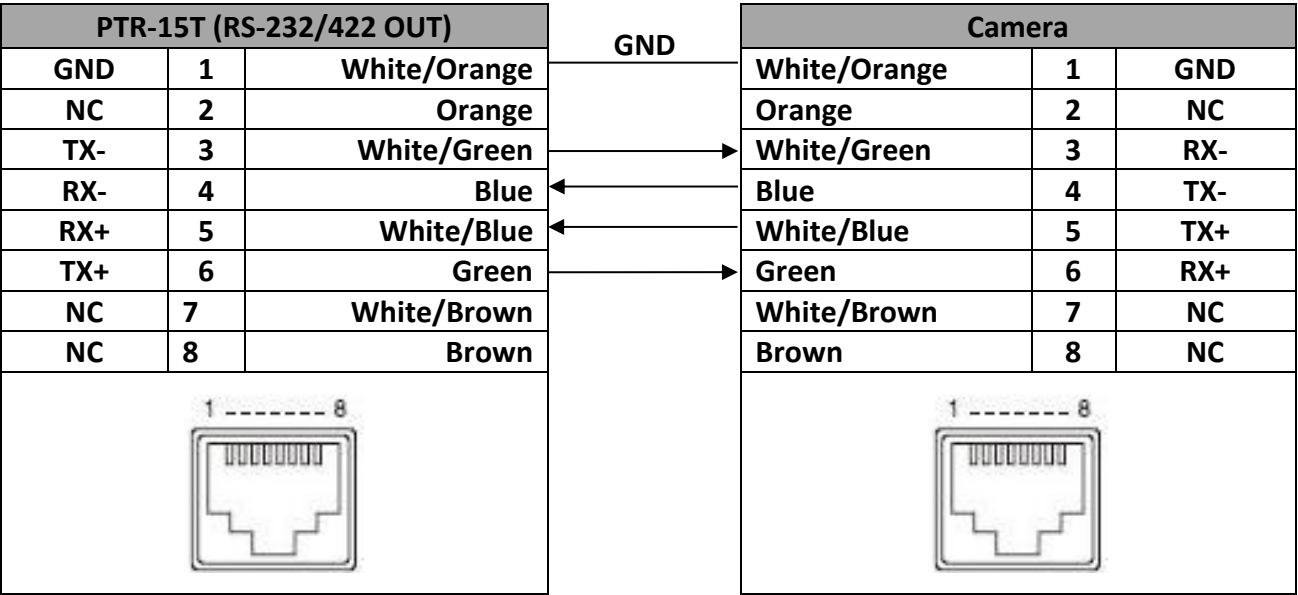 PTR-15T (RS-232/422 OUT) GND Camera
GND 1 White/Orange White/Orange 1 GND
NC 2 Orange Orange 2 NC
TX- 3 White/Green White/Green 3 RX-
RX- 4 Blue Blue 4 TX-
RX+ 5 White/Blue White/Blue 5 TX+
TX+ 6 Green Green 6 RX+
NC 7 White/Brown White/Brown 7 NC
NC 8 Brown Brown 8 NC
1 ------- 8 1 ------- 8